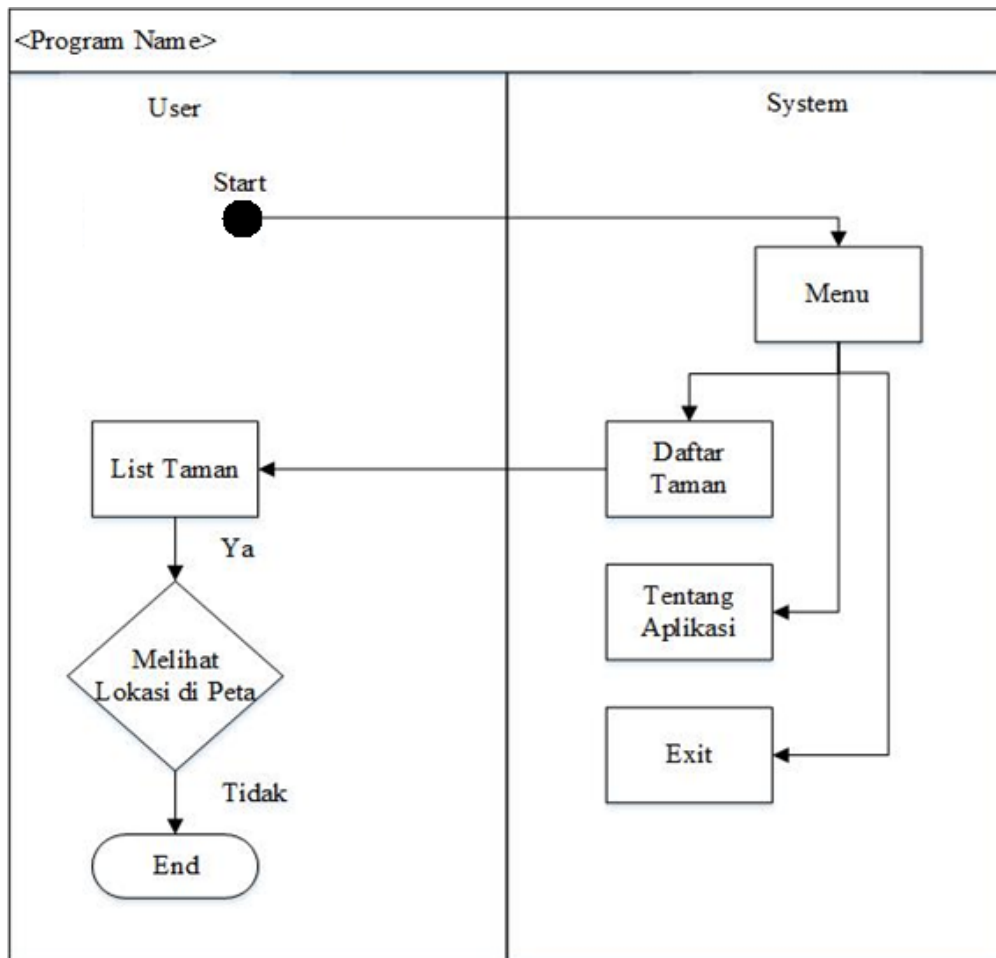 <Program Name>
User
System
Start
Menu
List Taman
Daftar
Taman
Ya
Tentang
Aplikasi
Melihat
Lokasi di Peta
Exit
Tidak
End